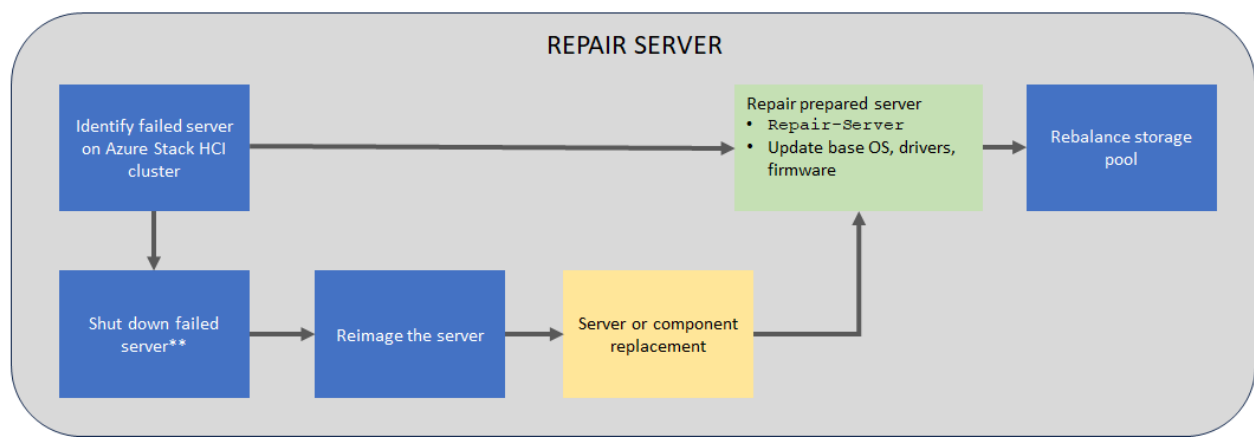 REPAIR SERVER
Identify failed server
on Azure Stack HCI
cluster
Repair prepared server
• Repair-Server
• Update base OS, drivers,
firmware
Rebalance storage
pool
Shut down failed
server**
Reimage the server
Server or component
replacement